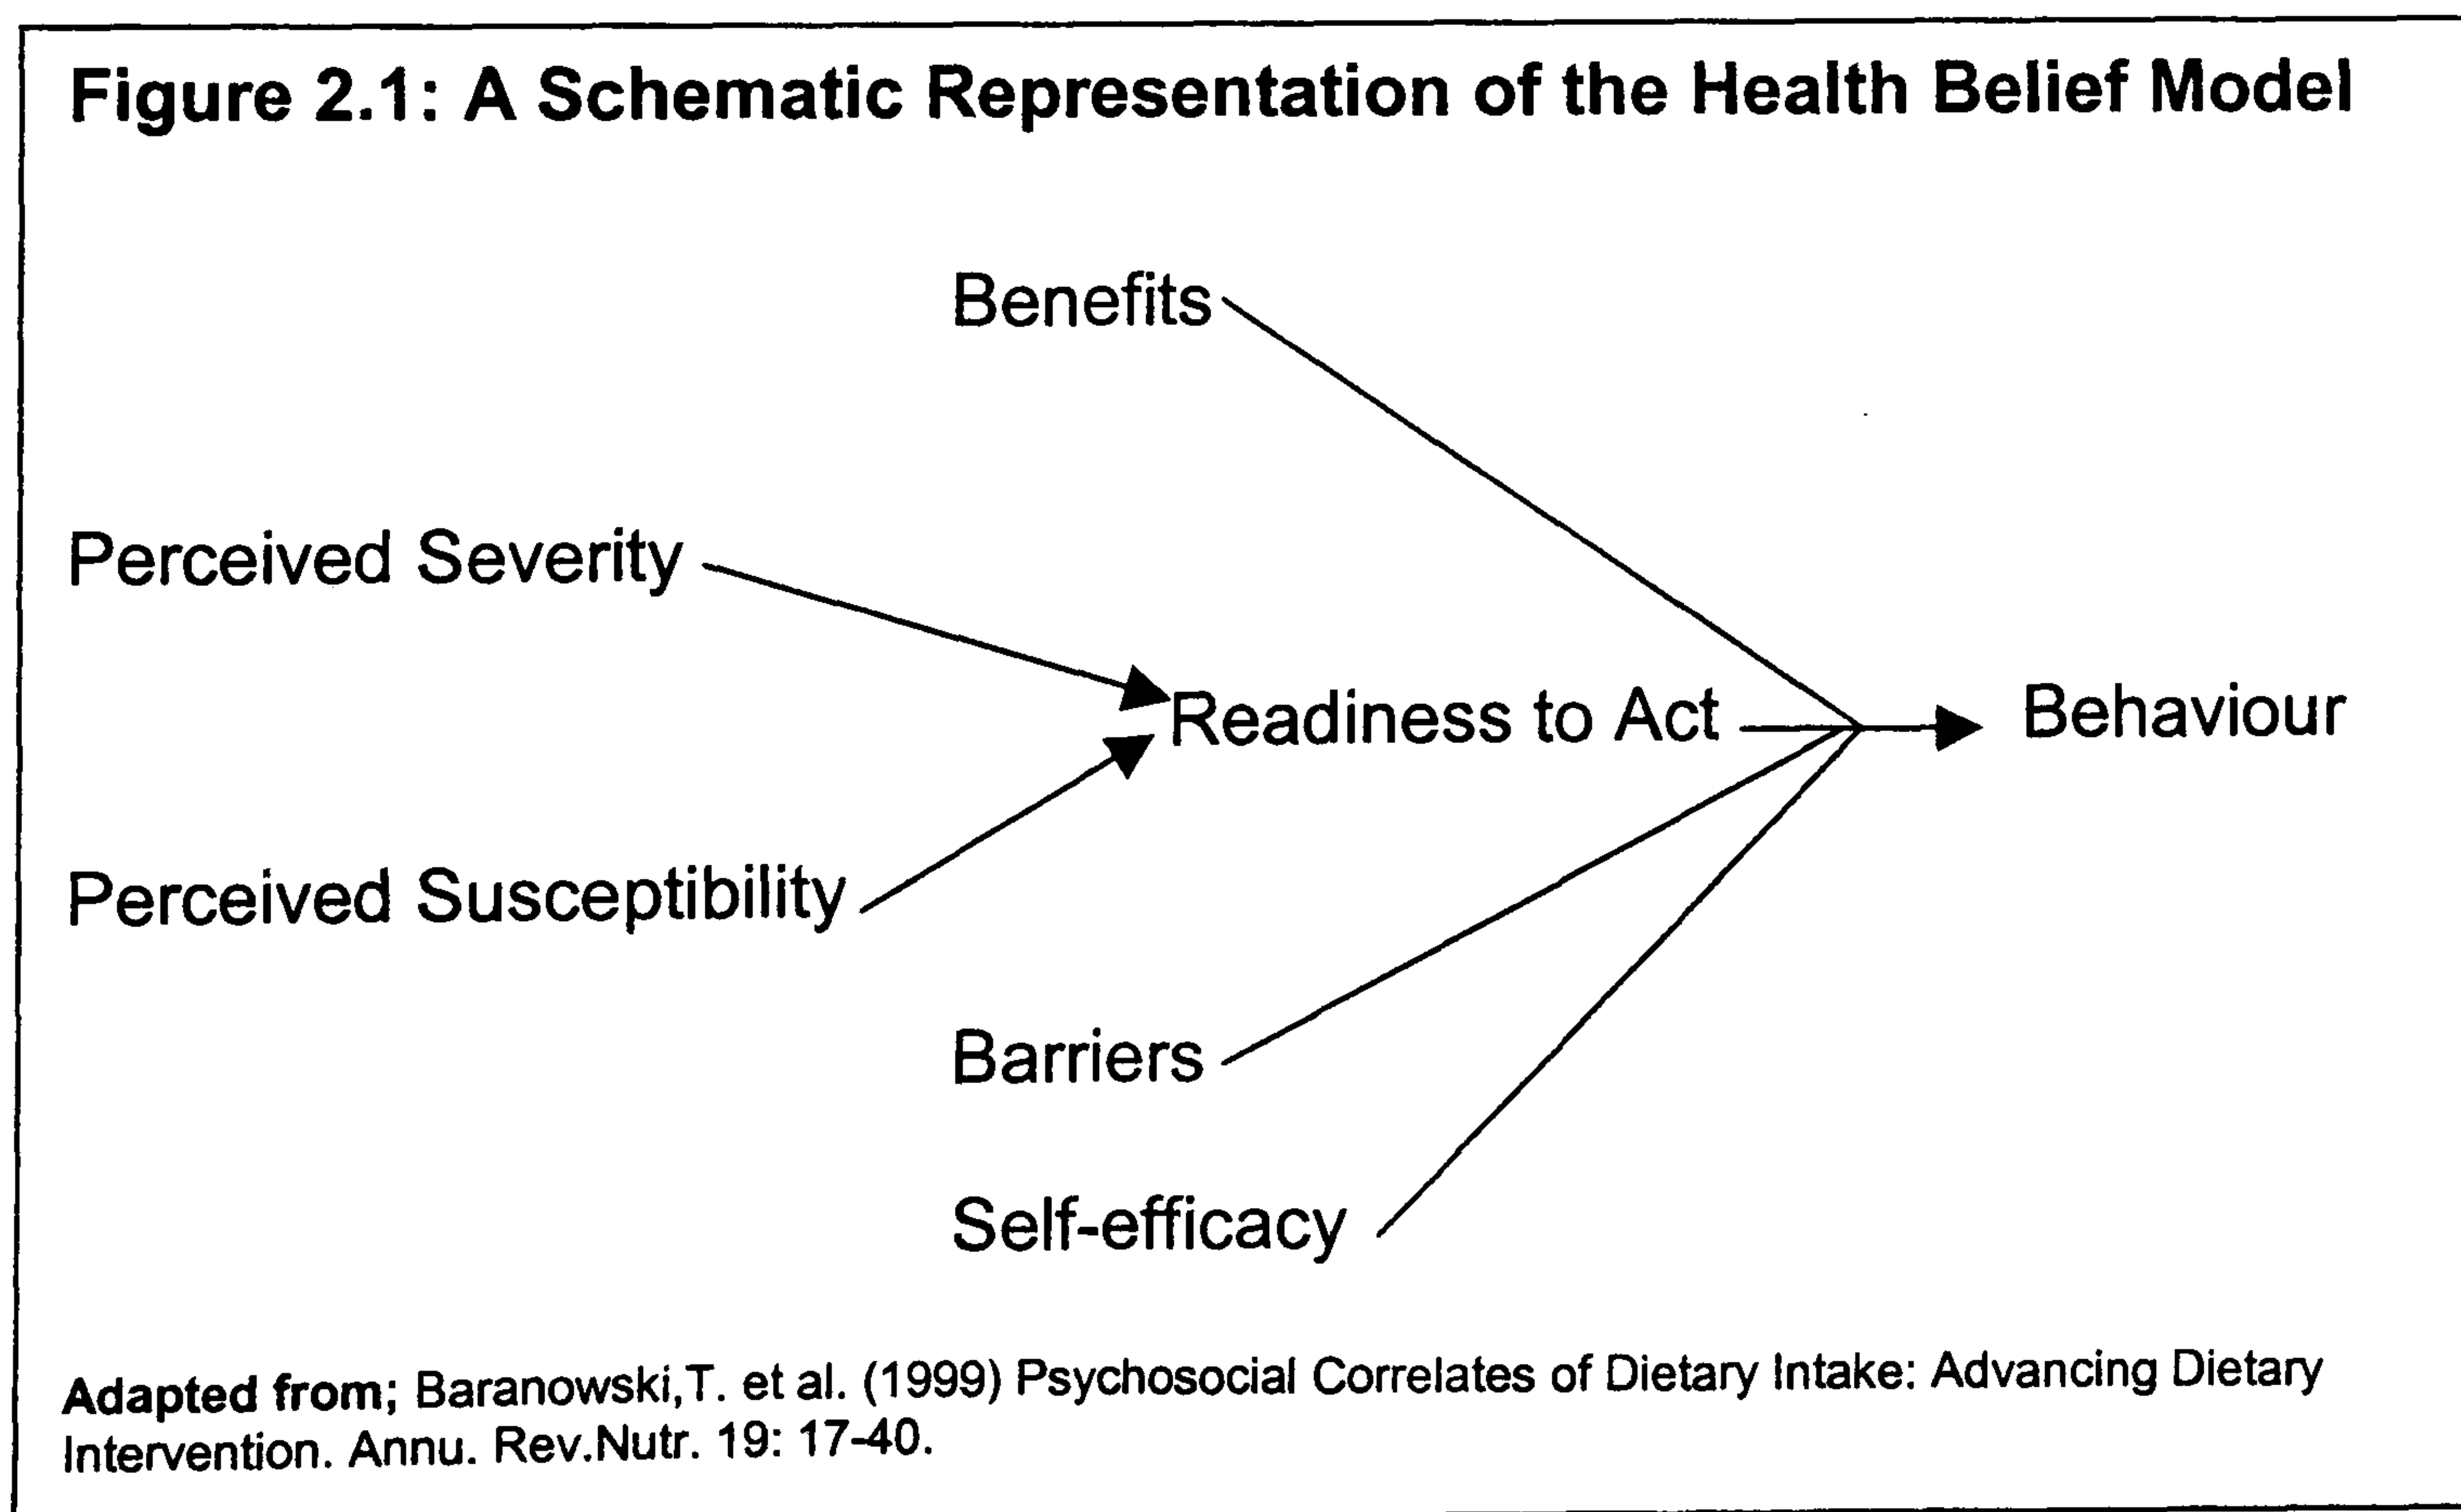 Figure 2.1: A Schematic Representation of the Health Belief Model
Benefits
Perceived Severity
Readiness to Act
Behaviour
Perceived Susceptibility
Barriers
Self-efficacy
Adapted from; Baranowski,T. et al. (1999) Psychosocial Correlates of Dietary Intake: Advancing Dietary
Intervention. Annu. Rev.Nutr. 19: 17-40.